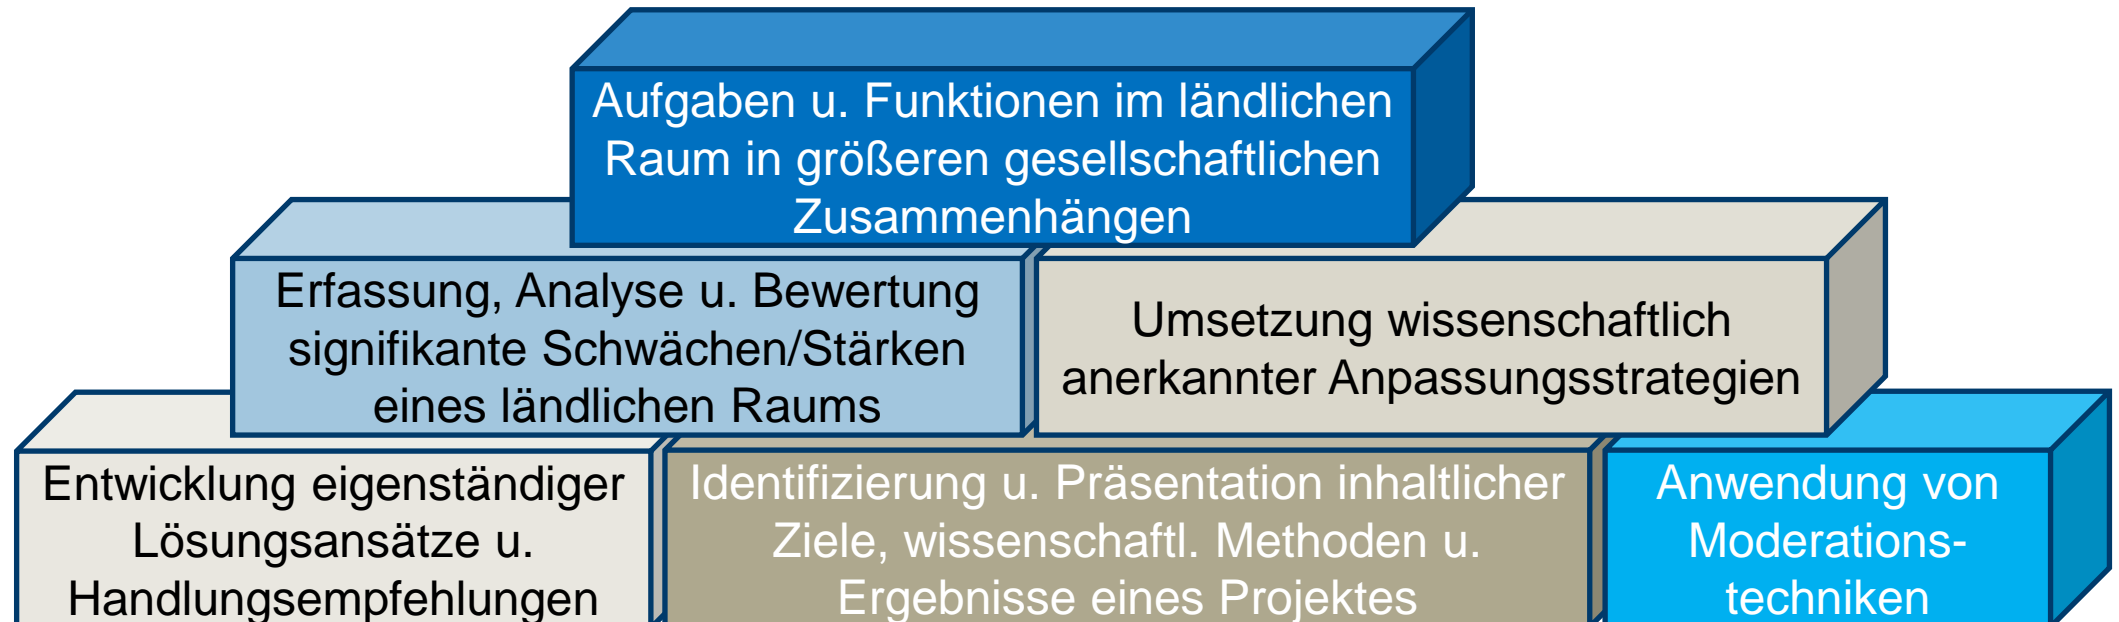 Aufgaben u. Funktionen im ländlichen
Raum in größeren gesellschaftlichen
Zusammenhängen
Erfassung, Analyse u. Bewertung
signifikante Schwächen/Stärken
eines ländlichen Raums
Umsetzung wissenschaftlich
anerkannter Anpassungsstrategien
Entwicklung eigenständiger
Lösungsansätze u.
Handlungsempfehlungen
Identifizierung u. Präsentation inhaltlicher
Ziele, wissenschaftl. Methoden u.
Ergebnisse eines Projektes
Anwendung von
Moderations-
techniken